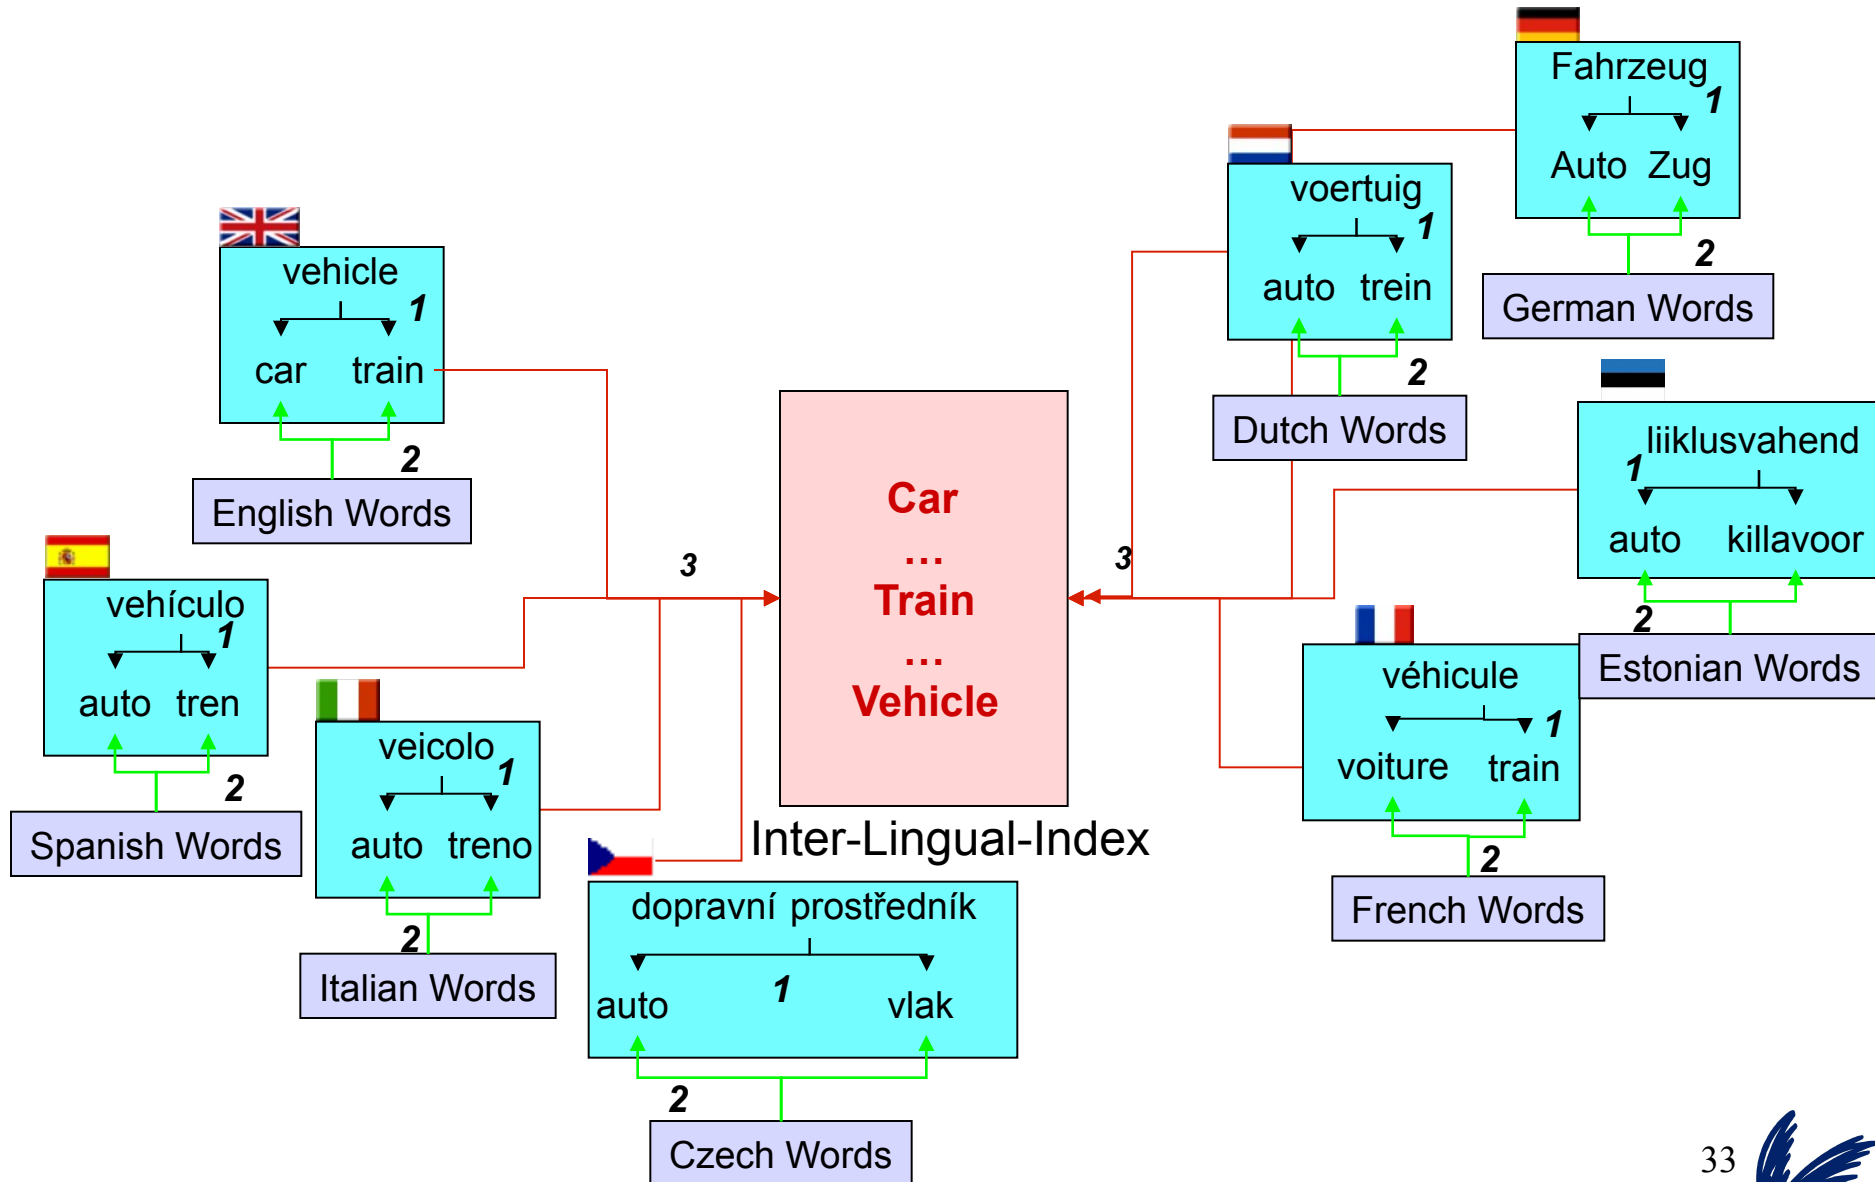 Fahrzeug
1
Auto Zug
2
German Words
voertuig
1
auto trein
2
Dutch Words
vehicle
1
car train
2
English Words
liiklusvahend
1
auto killavoor
2
Estonian Words
vehículo
1
auto tren
2
Spanish Words
3
Car
...
Train
...
Vehicle
3
Inter-Lingual-Index
véhicule
1
voiture train
2
French Words
veicolo
1
auto treno
2
Italian Words
dopravní prostředník
1
auto vlak
2
Czech Words
33